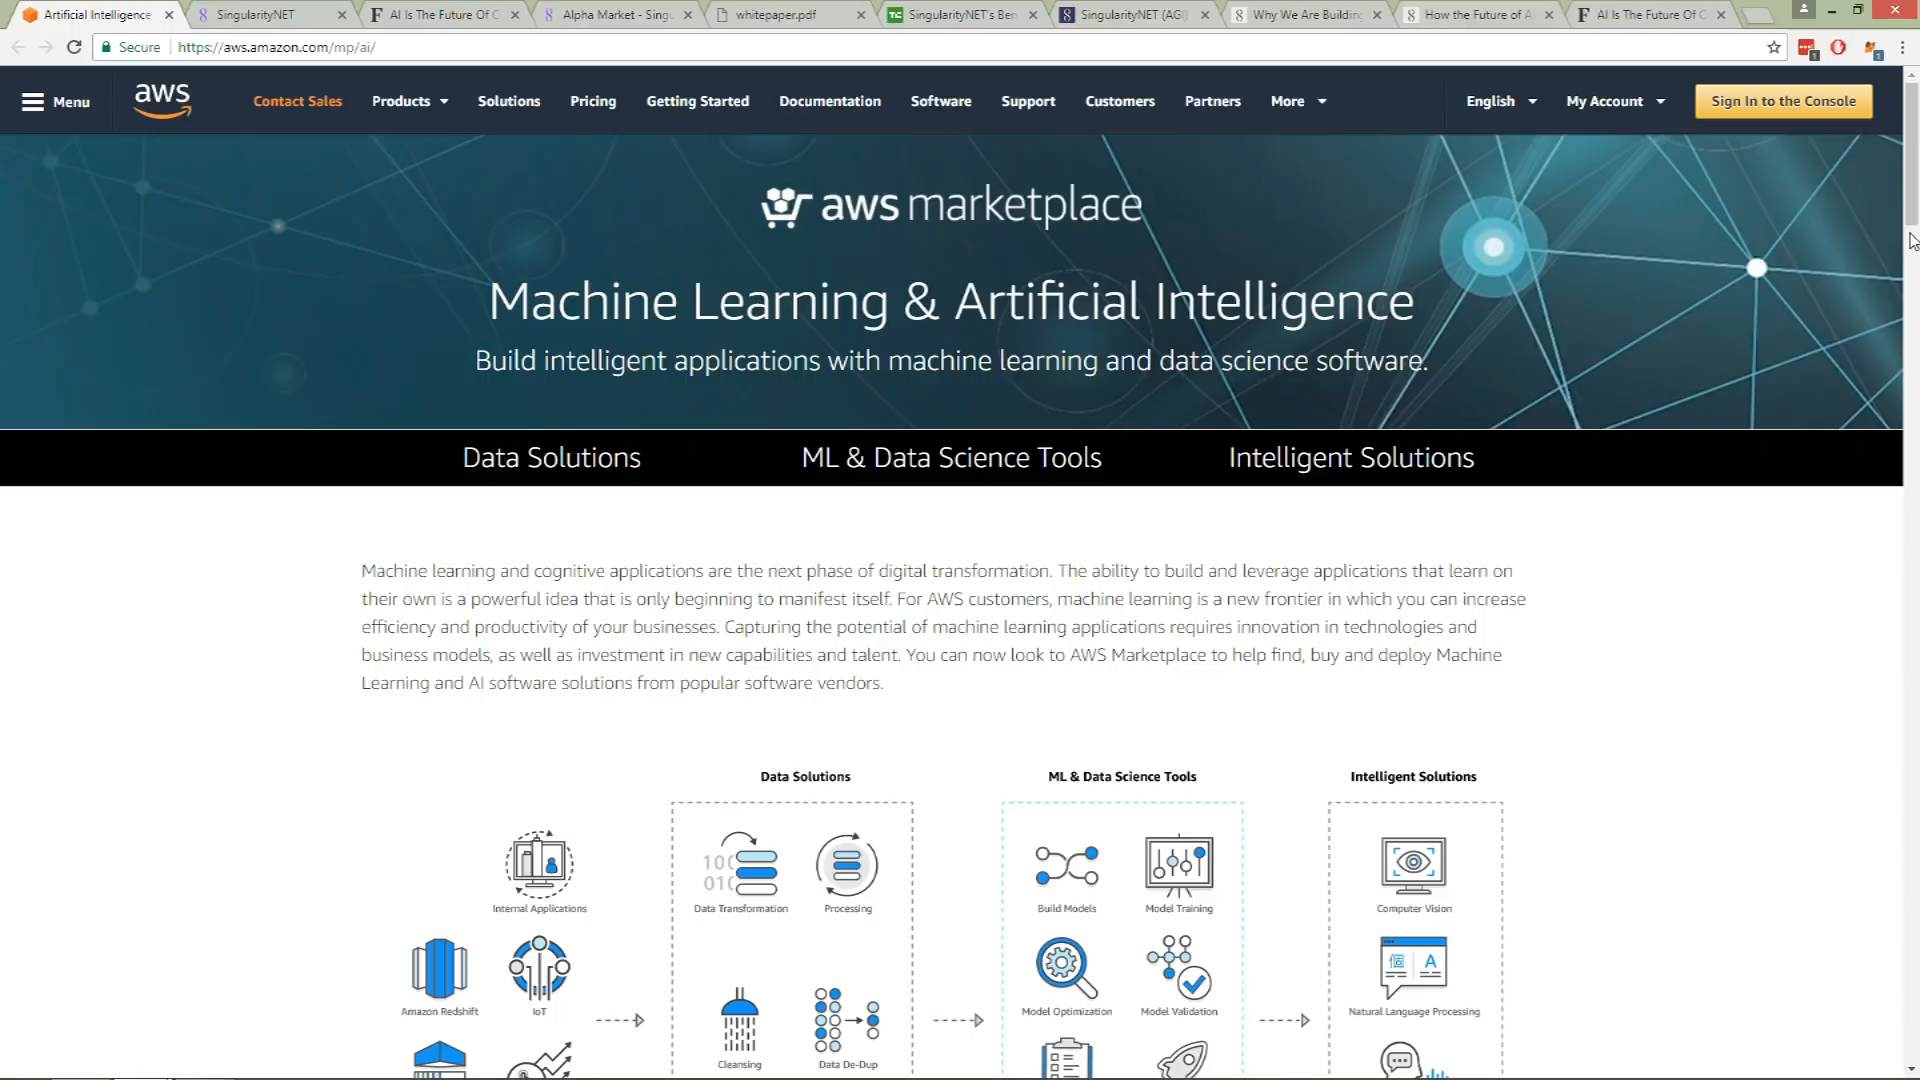 Artificial Intelligence
SingularityNET
AI Is The Future Of C
Alpha Market - Singu
whitepaper.pdf
SingularityNET's Ben
SingularityNET (AGI)
Why We Are Building
How the Future of A
AI Is The Future Of C
Secure
https://aws.amazon.com/mp/ai/
Menu
aws
Contact Sales
Products
Solutions
Pricing
Getting Started
Documentation
Software
Support
Customers
Partners
More
English
My Account
Sign In to the Console
aws marketplace
Machine Learning & Artificial Intelligence
Build intelligent applications with machine learning and data science software.
Data Solutions
ML & Data Science Tools
Intelligent Solutions
Machine learning and cognitive applications are the next phase of digital transformation. The ability to build and leverage applications that learn on
their own is a powerful idea that is only beginning to manifest itself. For AWS customers, machine learning is a new frontier in which you can increase
efficiency and productivity of your businesses. Capturing the potential of machine learning applications requires innovation in technologies and
business models, as well as investment in new capabilities and talent. You can now look to AWS Marketplace to help find, buy and deploy Machine
Learning and AI software solutions from popular software vendors.
Data Solutions
ML & Data Science Tools
Intelligent Solutions
Internal Applications
Data Transformation
Processing
Build Models
Model Training
Computer Vision
Amazon Redshift
IoT
Model Optimization
Model Validation
Natural Language Processing
Cleansing
Data De-Dup